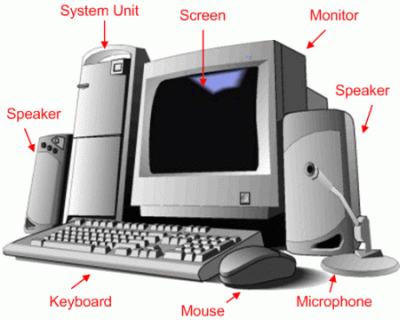 System Unit
Screen
Monitor
Speaker
Speaker
Keyboard
Mouse
Microphone